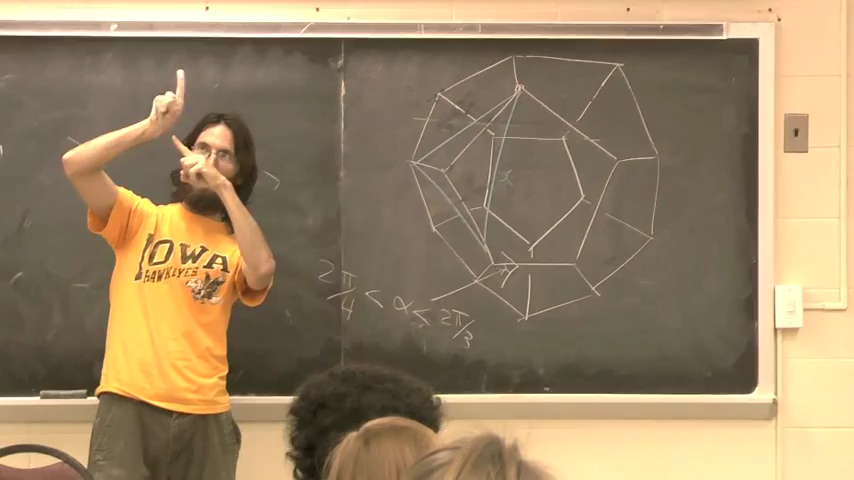 IOWA
HAWKEYES
x
2π/4 < α < 2π/3